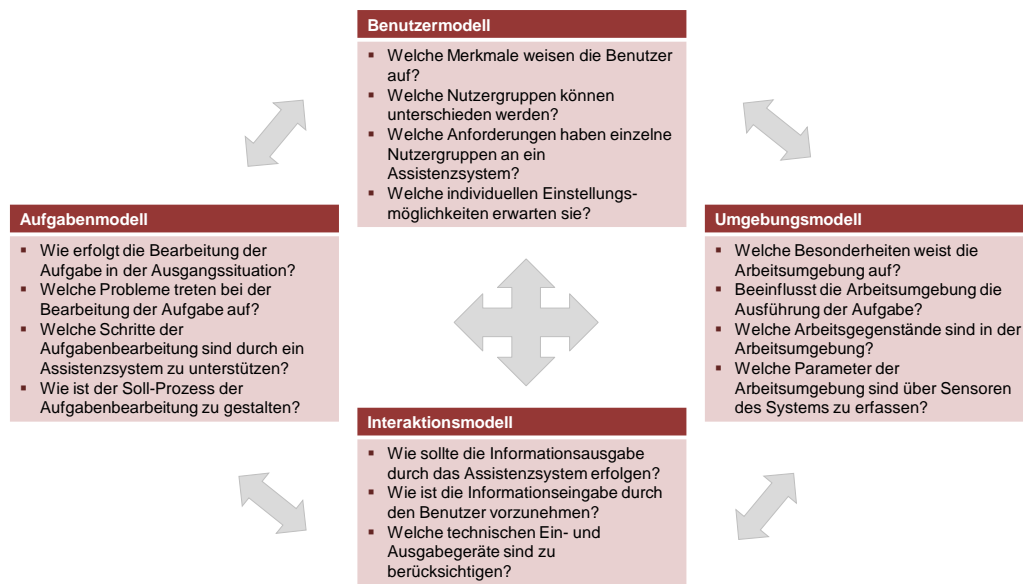 Benutzermodell
▪ Welche Merkmale weisen die Benutzer
auf?
▪ Welche Nutzergruppen können
unterschieden werden?
▪ Welche Anforderungen haben einzelne
Nutzergruppen an ein
Assistenzsystem?
▪ Welche individuellen Einstellungs-
möglichkeiten erwarten sie?
Aufgabenmodell
▪ Wie erfolgt die Bearbeitung der
Aufgabe in der Ausgangssituation?
▪ Welche Probleme treten bei der
Bearbeitung der Aufgabe auf?
▪ Welche Schritte der
Aufgabenbearbeitung sind durch ein
Assistenzsystem zu unterstützen?
▪ Wie ist der Soll-Prozess der
Aufgabenbearbeitung zu gestalten?
Umgebungsmodell
▪ Welche Besonderheiten weist die
Arbeitsumgebung auf?
▪ Beeinflusst die Arbeitsumgebung die
Ausführung der Aufgabe?
▪ Welche Arbeitsgegenstände sind in der
Arbeitsumgebung?
▪ Welche Parameter der
Arbeitsumgebung sind über Sensoren
des Systems zu erfassen?
Interaktionsmodell
▪ Wie sollte die Informationsausgabe
durch das Assistenzsystem erfolgen?
▪ Wie ist die Informationseingabe durch
den Benutzer vorzunehmen?
▪ Welche technischen Ein- und
Ausgabegeräte sind zu
berücksichtigen?